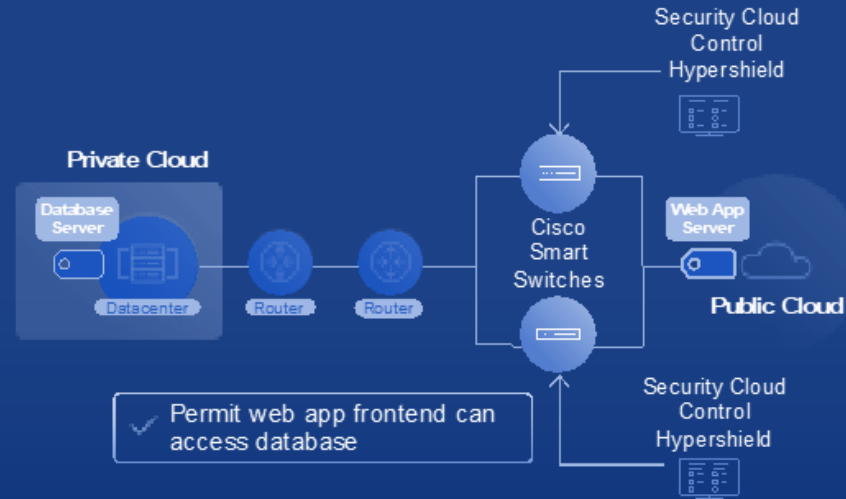 Security Cloud
Control
Hypershield
Private Cloud
Database
Server
Datacenter
Router
Router
Cisco
Smart
Switches
Web App
Server
Public Cloud
Permit web app frontend can
access database
Security Cloud
Control
Hypershield